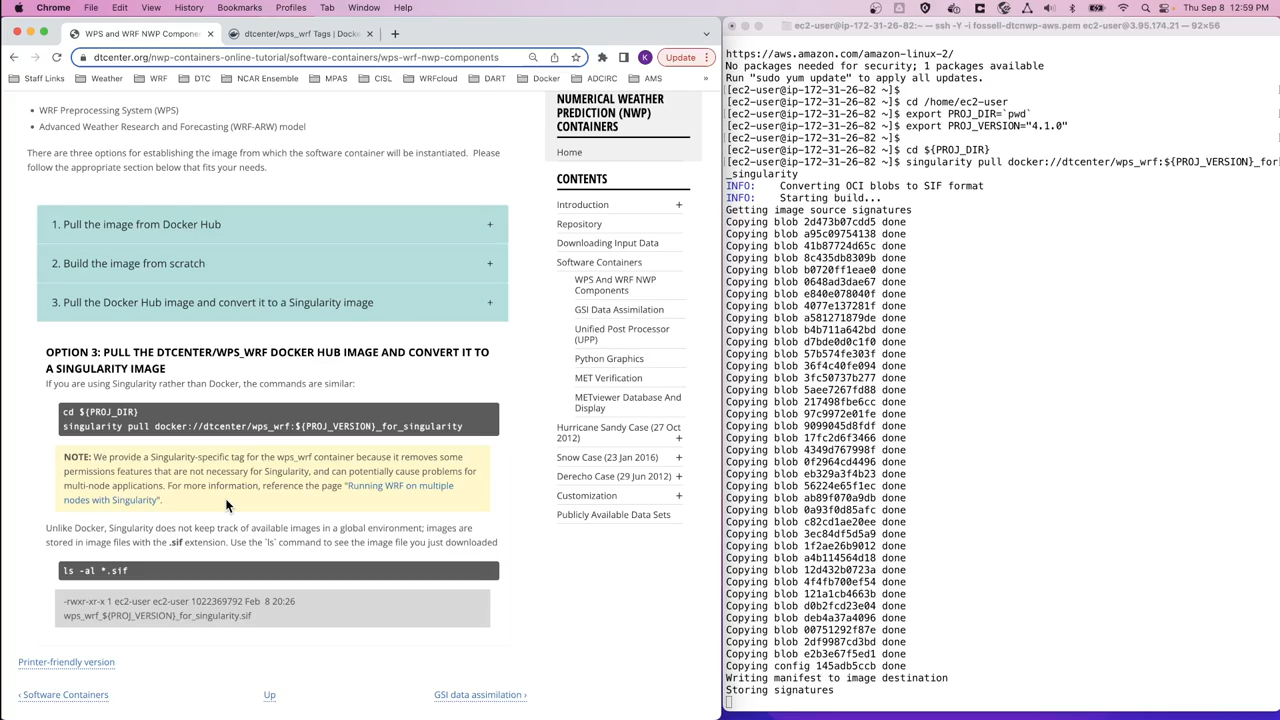 Chrome File Edit View History Bookmarks Profiles Tab Window Help
Sat Mar 12 12:59 PM
WPS and WRF NWP Compone
dtcenter/wps_wrf Tags | Docke
dtcenter.org/nwp-containers-online-tutorial/software-containers/wps-wrf-nwp-components
K
Update
Staff Links Weather WRF DTC NCAR Ensemble MPAS CISL WRFcloud DART Docker ADCIRC AMS »
• WRF Preprocessing System (WPS)
• Advanced Weather Research and Forecasting (WRF-ARW) model
There are three options for establishing the image from which the software container will be instantiated. Please
follow the appropriate section below that fits your needs.
1. Pull the image from Docker Hub +
2. Build the image from scratch +
3. Pull the Docker Hub image and convert it to a Singularity image +
OPTION 3: PULL THE DTCENTER/WPS_WRF DOCKER HUB IMAGE AND CONVERT IT TO
A SINGULARITY IMAGE
If you are using Singularity rather than Docker, the commands are similar:
cd ${PROJ_DIR}
singularity pull docker://dtcenter/wps_wrf:${PROJ_VERSION}_for_singularity
NOTE: We provide a Singularity-specific tag for the wps_wrf container because it removes some
permissions features that are not necessary for Singularity, and can potentially cause problems for
multi-node applications. For more information, reference the page "Running WRF on multiple
nodes with Singularity".
Unlike Docker, Singularity does not keep track of available images in a global environment; images are
stored in image files with the .sif extension. Use the `ls` command to see the image file you just downloaded
ls -al *.sif
-rwxr-xr-x 1 ec2-user ec2-user 1022369792 Feb 8 20:26
wps_wrf_${PROJ_VERSION}_for_singularity.sif
Printer-friendly version
‹ Software Containers
Up
GSI data assimilation ›
NUMERICAL WEATHER
PREDICTION (NWP)
CONTAINERS
Home
CONTENTS
Introduction +
Repository
Downloading Input Data
Software Containers
WPS And WRF NWP
Components
GSI Data Assimilation
Unified Post Processor
(UPP)
Python Graphics
MET Verification
METviewer Database And
Display
Hurricane Sandy Case (27 Oct
2012) +
Snow Case (23 Jan 2016) +
Derecho Case (29 Jun 2012) +
Customization +
Publicly Available Data Sets
ec2-user@ip-172-31-26-82:~ — ssh -Y -i fossell-dtcnwp-aws.pem ec2-user@3.95.174.21 — 92x56
https://aws.amazon.com/amazon-linux-2/
No packages needed for security; 1 packages available
Run "sudo yum update" to apply all updates.
[ec2-user@ip-172-31-26-82 ~]$
[ec2-user@ip-172-31-26-82 ~]$ cd /home/ec2-user
[ec2-user@ip-172-31-26-82 ~]$ export PROJ_DIR=`pwd`
[ec2-user@ip-172-31-26-82 ~]$ export PROJ_VERSION="4.1.0"
[ec2-user@ip-172-31-26-82 ~]$ cd ${PROJ_DIR}
[ec2-user@ip-172-31-26-82 ~]$ singularity pull docker://dtcenter/wps_wrf:${PROJ_VERSION}_for
_singularity
INFO: Converting OCI blobs to SIF format
INFO: Starting build...
Getting image source signatures
Copying blob 2d473b07cdd5 done
Copying blob a95c09754138 done
Copying blob 41b87724d65c done
Copying blob 8c435db8309b done
Copying blob b0720ff1eae0 done
Copying blob 0648ad3dae67 done
Copying blob e840e078040f done
Copying blob 4077e137281f done
Copying blob a581271879de done
Copying blob b4b711a642bd done
Copying blob d7bde0d0c1f0 done
Copying blob 57b574fe303f done
Copying blob 36f4c40fe094 done
Copying blob 3fc50737b277 done
Copying blob 5aee7267fd88 done
Copying blob 217498fbe6cc done
Copying blob 97c9972e01fe done
Copying blob 9099045d8fdf done
Copying blob 17fc2d6f3466 done
Copying blob 4349d767998f done
Copying blob 0f2964cd4496 done
Copying blob eb329a3f4b23 done
Copying blob 56224e65f1ec done
Copying blob ab89f070a9db done
Copying blob 0a93f0d85afc done
Copying blob c82cd1ae20ee done
Copying blob 3ec84df5d5a9 done
Copying blob 1f2ae26b9012 done
Copying blob a4b114564d18 done
Copying blob 12d432b0723a done
Copying blob 4f4fb700ef54 done
Copying blob 121a1cb4663b done
Copying blob d0b2fcd23e04 done
Copying blob deb4a37a4096 done
Copying blob 00751292f87e done
Copying blob 2df9987cd3bd done
Copying blob e2b3e67f5ed1 done
Copying config 145adb5ccb done
Writing manifest to image destination
Storing signatures